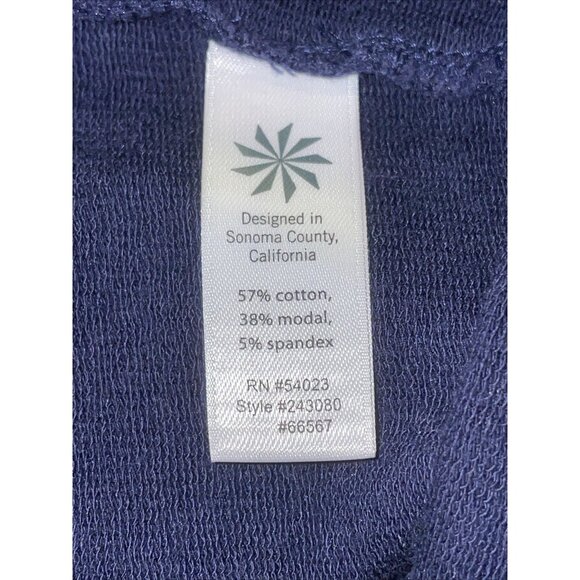 Designed in
Sonoma County,
California
57% cotton,
38% modal,
5% spandex
RN #54023
Style #243080
#66567